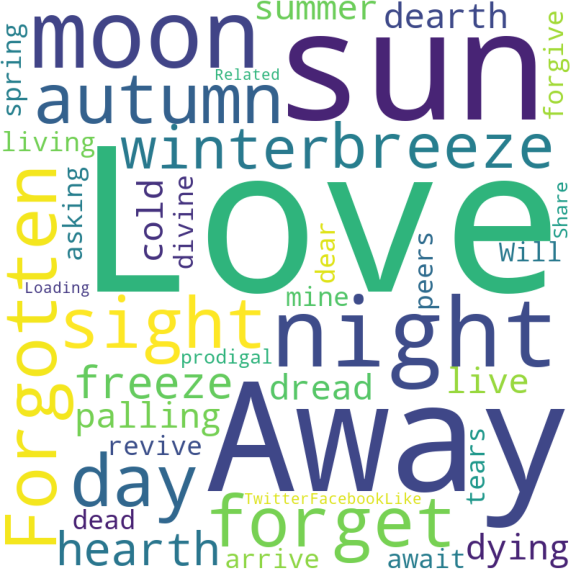 summer
dearth
moon
sun
spring
Related
forgive
autumn
living
winter
breeze
Love
Forgotten
asking
cold
divine
Share
Will
dear
peers
Loading
mine
sight
night
prodigal
freeze
dread
live
Away
palling
revive
day
tears
TwitterFacebookLike
forget
dead
hearth
arrive
await
dying